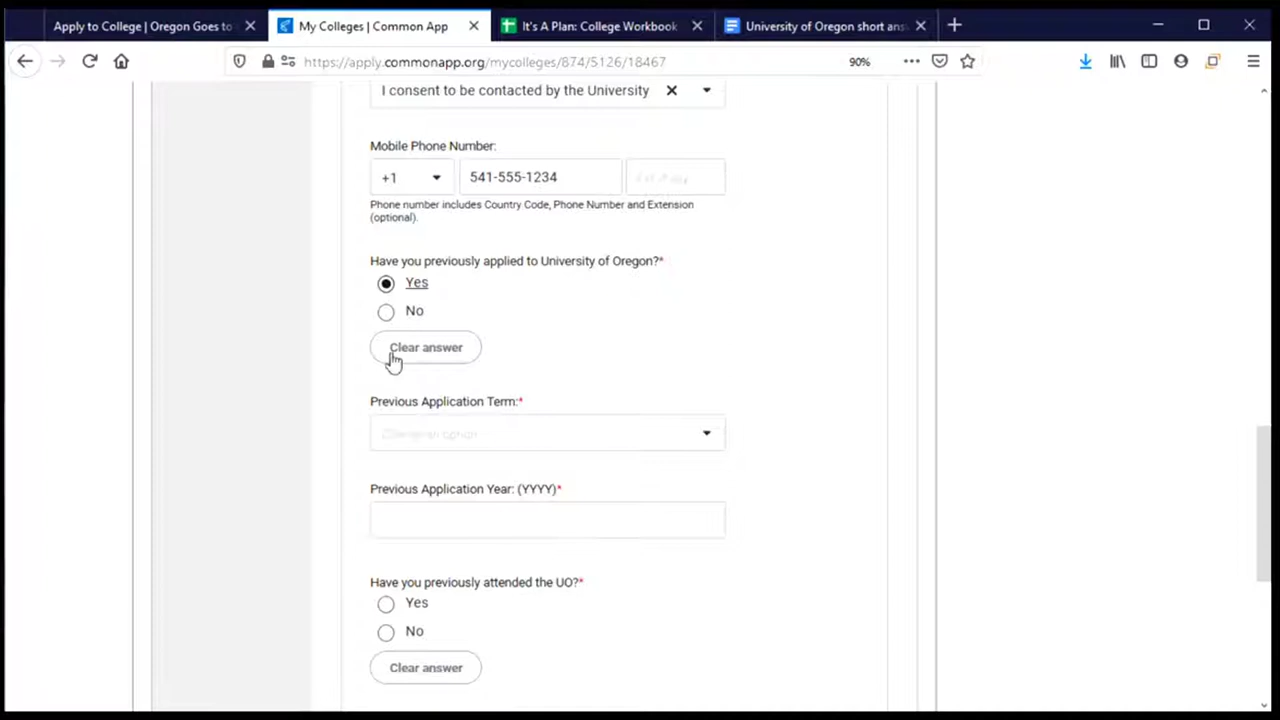 Apply to College | Oregon Goes to
My Colleges | Common App
It's A Plan: College Workbook
University of Oregon short ans
https://apply.commonapp.org/mycolleges/874/5126/18467
90%
I consent to be contacted by the University
Mobile Phone Number:
+1
541-555-1234
Phone number includes Country Code, Phone Number and Extension
(optional).
Have you previously applied to University of Oregon?*
Yes
No
Clear answer
Previous Application Term:*
Previous Application Year: (YYYY)*
Have you previously attended the UO?*
Yes
No
Clear answer